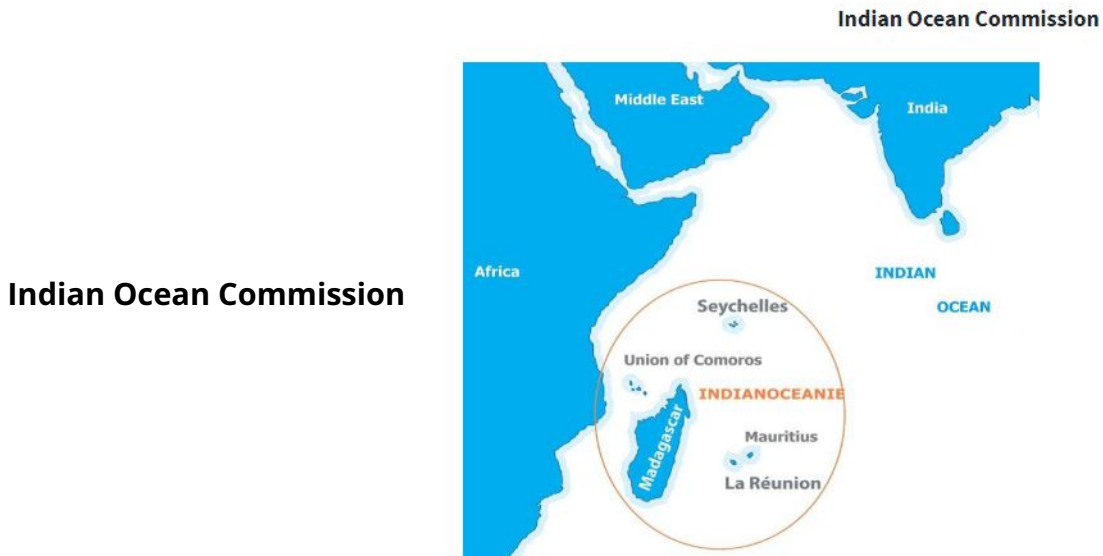 Indian Ocean Commission
Indian Ocean Commission
Middle East
India
Africa
INDIAN
OCEAN
Seychelles
Union of Comoros
INDIANOCEANIE
Madagascar
Mauritius
La Réunion